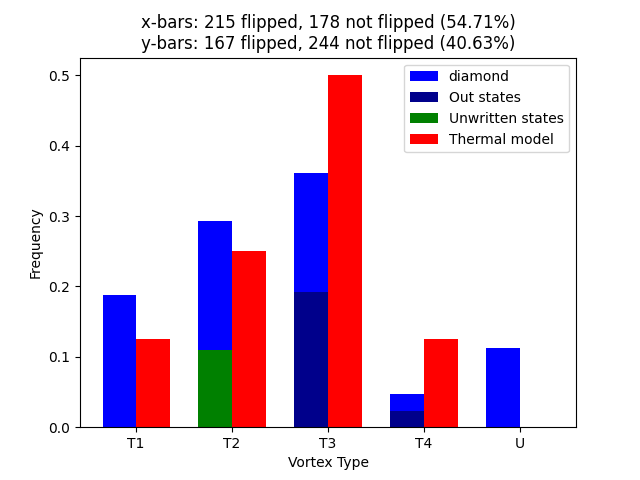 x-bars: 215 flipped, 178 not flipped (54.71%)
y-bars: 167 flipped, 244 not flipped (40.63%)
diamond
Out states
Unwritten states
Thermal model
0.5
0.4
0.3
0.2
0.1
0.0
Frequency
T1 T2 T3 T4 U
Vortex Type